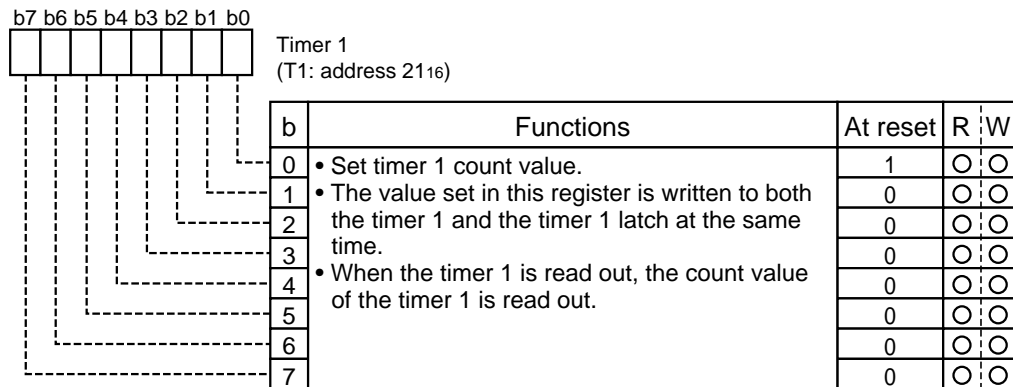 b7 b6 b5 b4 b3 b2 b1 b0
Timer 1
(T1: address 2116)
b Functions At reset R W
0 • Set timer 1 count value. 1 O O
1 • The value set in this register is written to both 0 O O
2 the timer 1 and the timer 1 latch at the same 0 O O
3 time. 0 O O
4 • When the timer 1 is read out, the count value 0 O O
5 of the timer 1 is read out. 0 O O
6 0 O O
7 0 O O